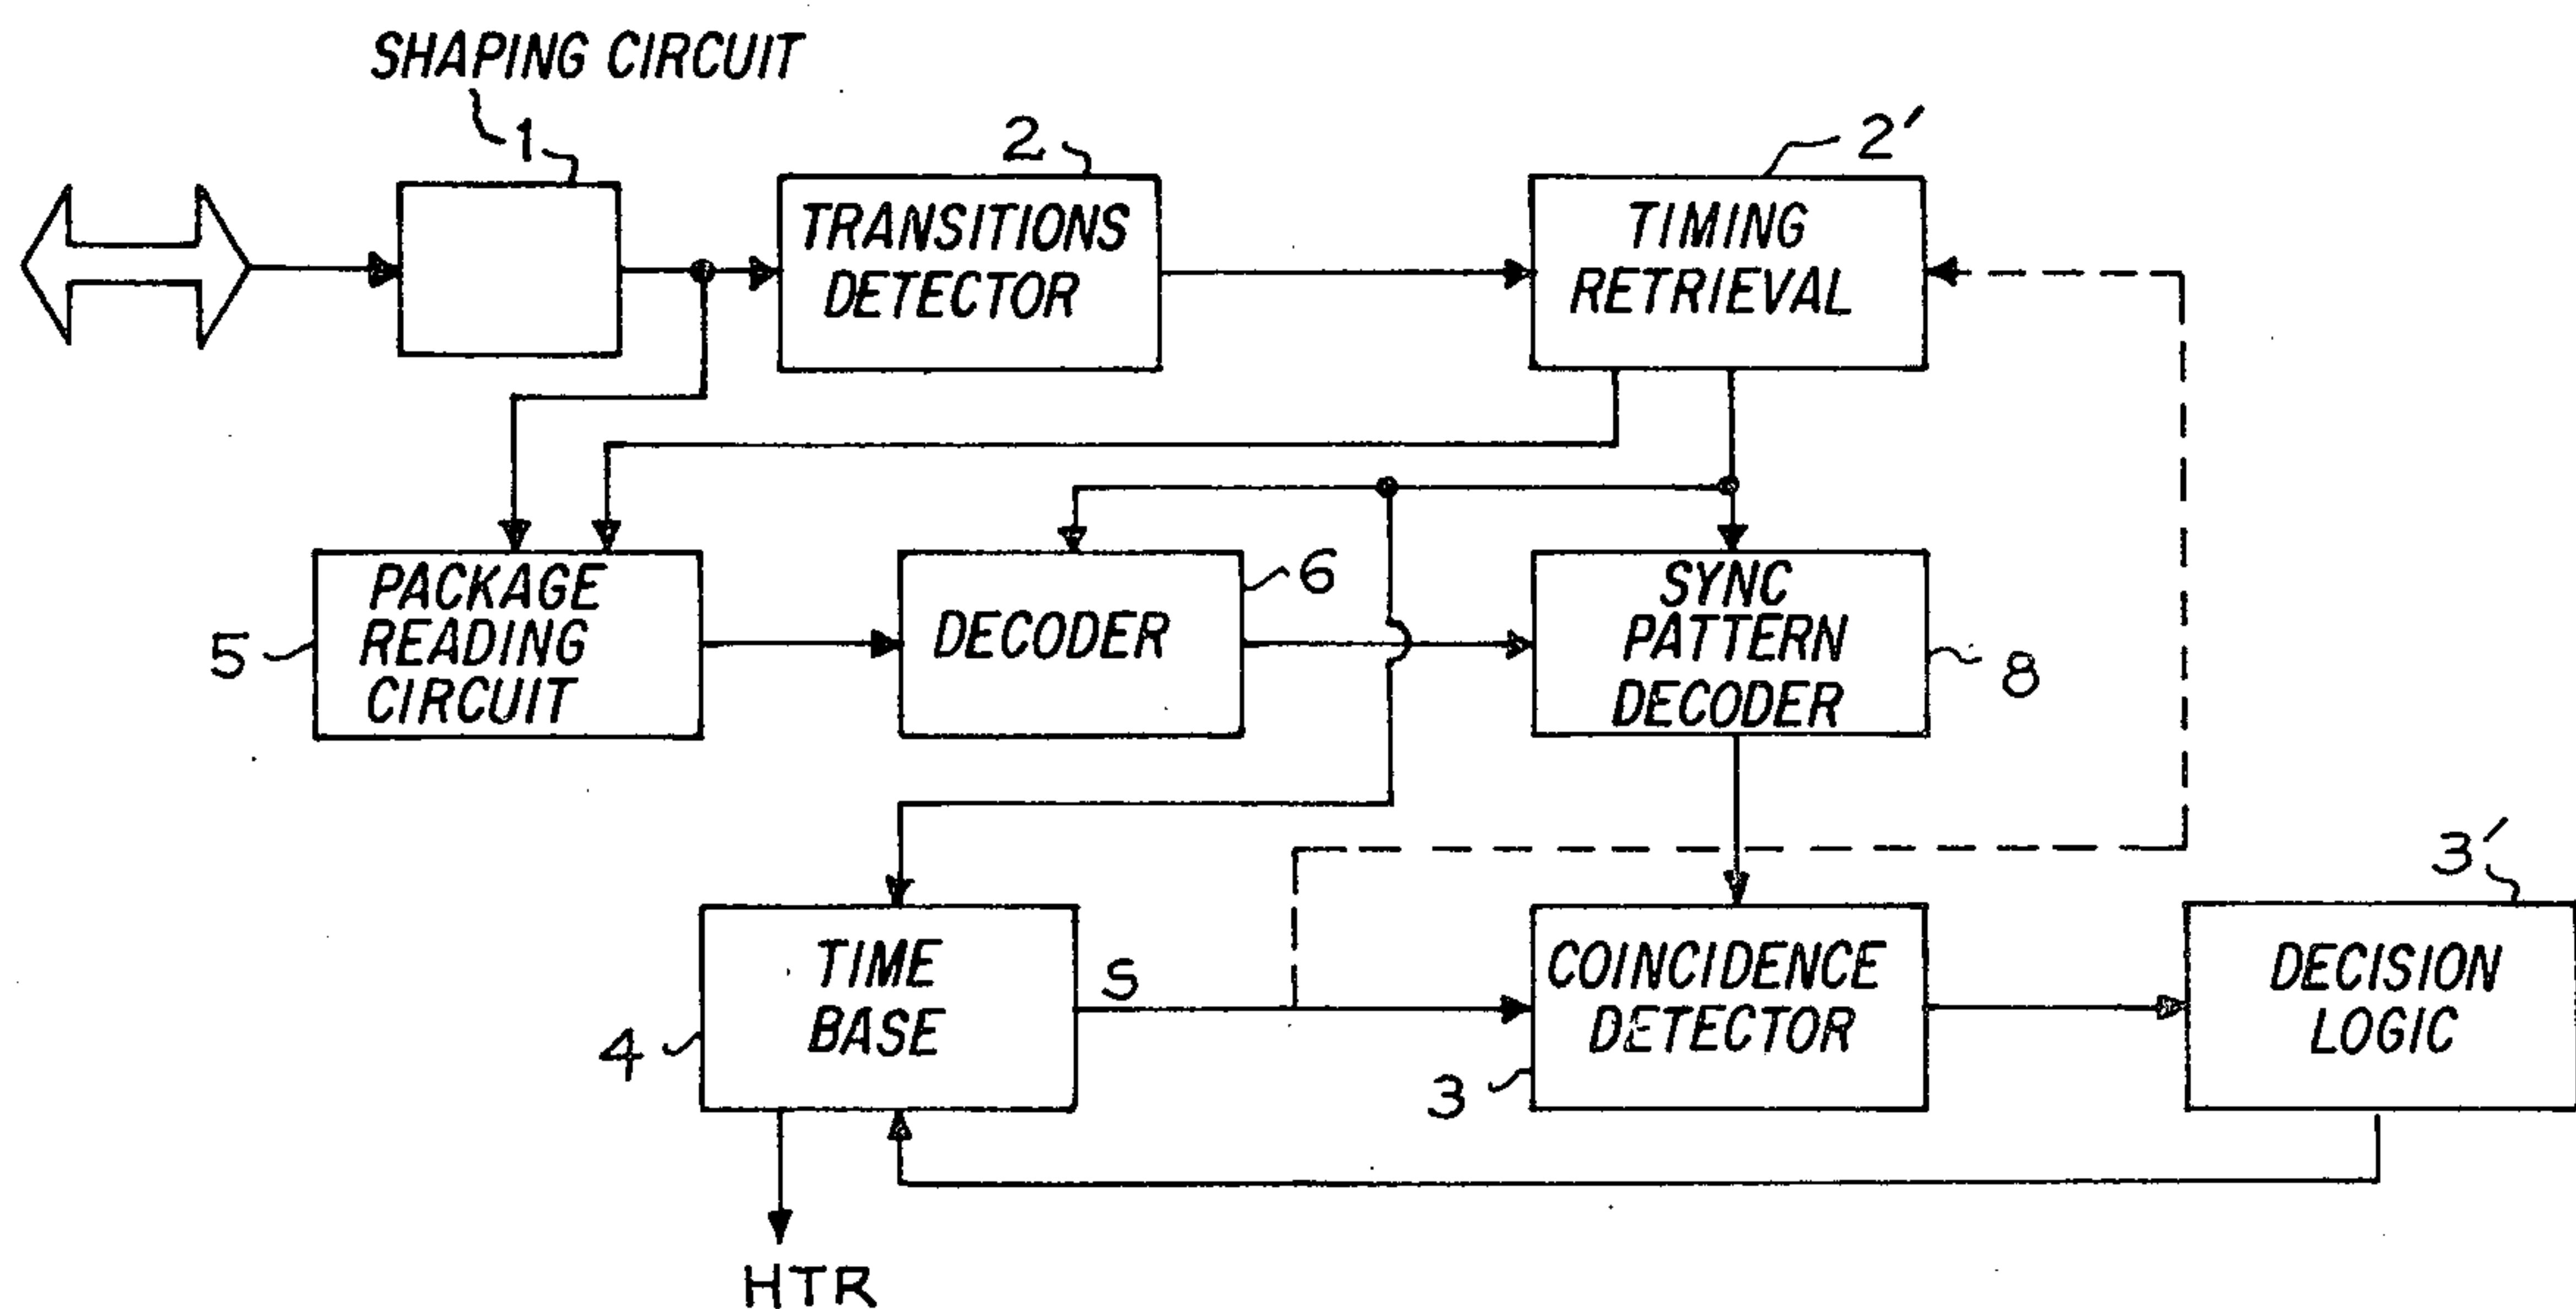 SHAPING CIRCUIT
1
2
2'
TRANSITIONS
DETECTOR
TIMING
RETRIEVAL
5
PACKAGE
READING
CIRCUIT
DECODER
6
SYNC
PATTERN
DECODER
8
4
TIME
BASE
S
3
COINCIDENCE
DETECTOR
3'
DECISION
LOGIC
HTR